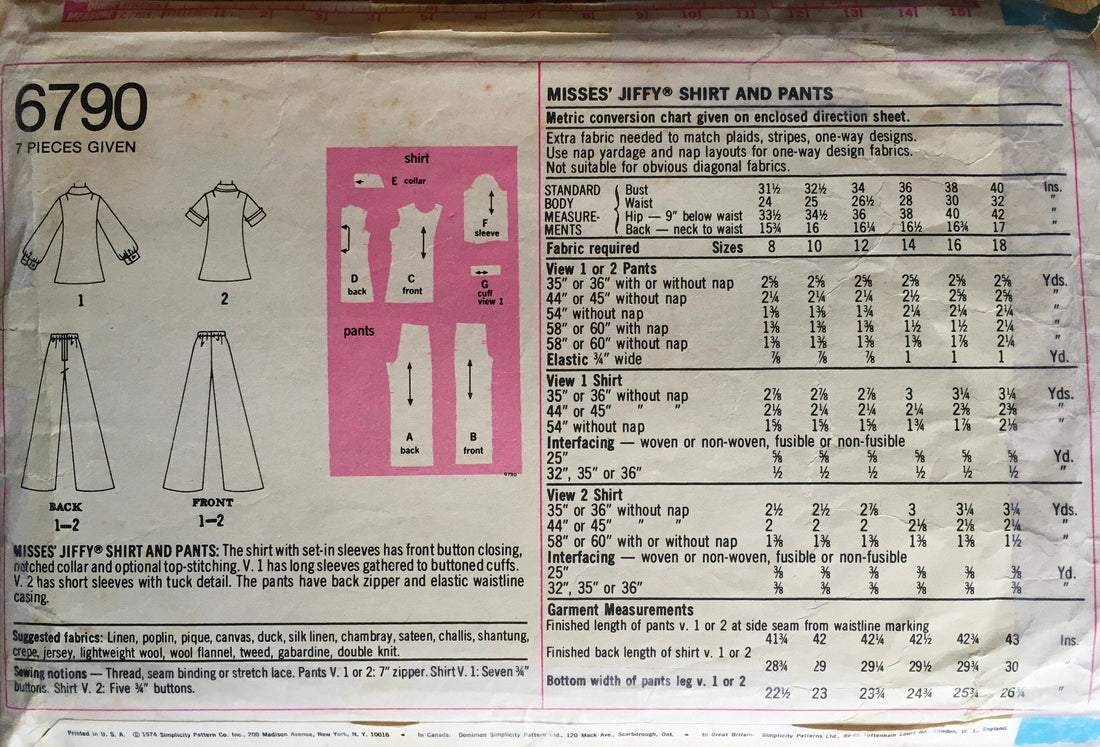 6790
7 PIECES GIVEN
1
2
BACK
1–2
FRONT
1–2
shirt
E collar
F
sleeve
D
back
C
front
G
cuff
view 1
pants
A
back
B
front
6790
MISSES' JIFFY® SHIRT AND PANTS: The shirt with set-in sleeves has front button closing,
notched collar and optional top-stitching. V. 1 has long sleeves gathered to buttoned cuffs.
V. 2 has short sleeves with tuck detail. The pants have back zipper and elastic waistline
casing.
Suggested fabrics: Linen, poplin, pique, canvas, duck, silk linen, chambray, sateen, challis, shantung,
crepe, jersey, lightweight wool, wool flannel, tweed, gabardine, double knit.
Sewing notions — Thread, seam binding or stretch lace. Pants V. 1 or 2: 7" zipper. Shirt V. 1: Seven ¾"
buttons. Shirt V. 2: Five ¾" buttons.
MISSES' JIFFY® SHIRT AND PANTS
Metric conversion chart given on enclosed direction sheet.
Extra fabric needed to match plaids, stripes, one-way designs.
Use nap yardage and nap layouts for one-way design fabrics.
Not suitable for obvious diagonal fabrics.
STANDARD Bust 31½ 32½ 34 36 38 40 Ins.
BODY Waist 24 25 26½ 28 30 32 "
MEASURE- Hip — 9" below waist 33½ 34½ 36 38 40 42 "
MENTS Back — neck to waist 15¾ 16 16¼ 16½ 16¾ 17 "
Fabric required Sizes 8 10 12 14 16 18
View 1 or 2 Pants
35" or 36" with or without nap 2⅝ 2⅝ 2⅝ 2⅝ 2⅝ 2⅝ Yds.
44" or 45" without nap 2¼ 2¼ 2¼ 2½ 2⅝ 2⅝ "
54" without nap 1⅜ 1⅜ 1¾ 2¼ 2¼ 2¼ "
58" or 60" with nap 1⅜ 1⅜ 1⅜ 1½ 1½ 2¼ "
58" or 60" without nap 1⅜ 1⅜ 1⅜ 1⅜ 1⅞ 2¼ "
Elastic ¾" wide ⅞ ⅞ ⅞ 1 1 1 Yd.
View 1 Shirt
35" or 36" without nap 2⅞ 2⅞ 2⅞ 3 3¼ 3¼ Yds.
44" or 45" " " 2⅛ 2¼ 2¼ 2¼ 2⅜ 2⅜ "
54" without nap 1⅝ 1⅝ 1⅝ 1¾ 1⅞ 2⅛ "
Interfacing — woven or non-woven, fusible or non-fusible
25" ⅝ ⅝ ⅝ ⅝ ⅝ ⅝ Yd.
32", 35" or 36" ½ ½ ½ ½ ½ ½ "
View 2 Shirt
35" or 36" without nap 2½ 2½ 2⅞ 3 3¼ 3¼ Yds.
44" or 45" " " 2 2 2 2⅛ 2⅛ 2¼ "
58" or 60" with or without nap 1⅜ 1⅜ 1⅜ 1⅜ 1⅜ 1½ "
Interfacing — woven or non-woven, fusible or non-fusible
25" ⅜ ⅜ ⅜ ⅜ ⅜ ⅜ Yd.
32", 35" or 36" ⅜ ⅜ ⅜ ⅜ ⅜ ⅜ "
Garment Measurements
Finished length of pants v. 1 or 2 at side seam from waistline marking
41¾ 42 42¼ 42½ 42¾ 43 Ins.
Finished back length of shirt v. 1 or 2
28¾ 29 29¼ 29½ 29¾ 30 "
Bottom width of pants leg v. 1 or 2
22½ 23 23¾ 24¾ 25¾ 26¾ "
Printed in U. S. A. © 1974 Simplicity Pattern Co., Inc., 200 Madison Avenue, New York, N. Y. 10016 • In Canada: Dominion Simplicity Pattern Ltd., 120 Mack Ave., Scarborough, Ont. • In Great Britain: Simplicity Patterns Ltd., Tottenham Court Rd., London, England.